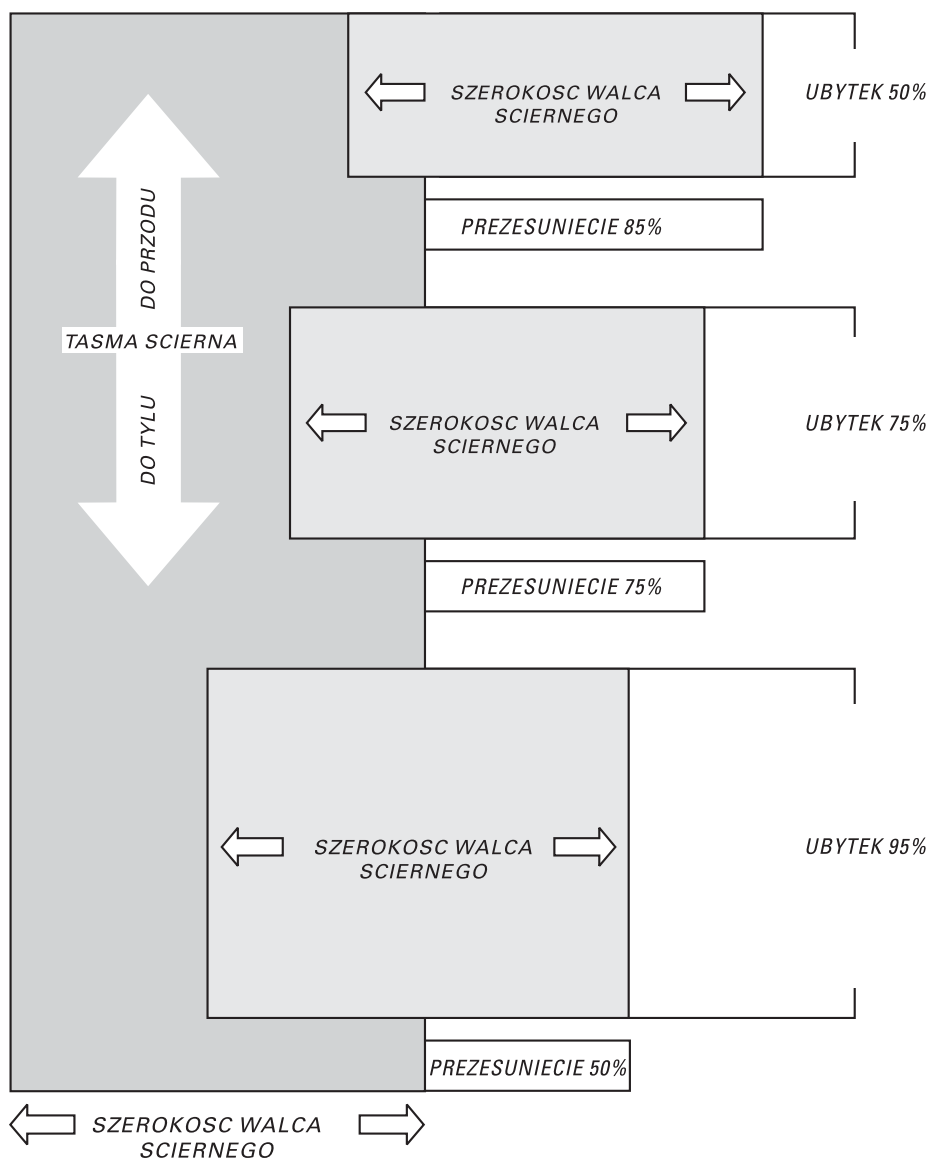 SZEROKOSC WALCA
SCIERNEGO
UBYTEK 50%
PREZESUNIECIE 85%
DO PRZODU
TASMA SCIERNA
DO TYLU
SZEROKOSC WALCA
SCIERNEGO
UBYTEK 75%
PREZESUNIECIE 75%
SZEROKOSC WALCA
SCIERNEGO
UBYTEK 95%
PREZESUNIECIE 50%
SZEROKOSC WALCA
SCIERNEGO